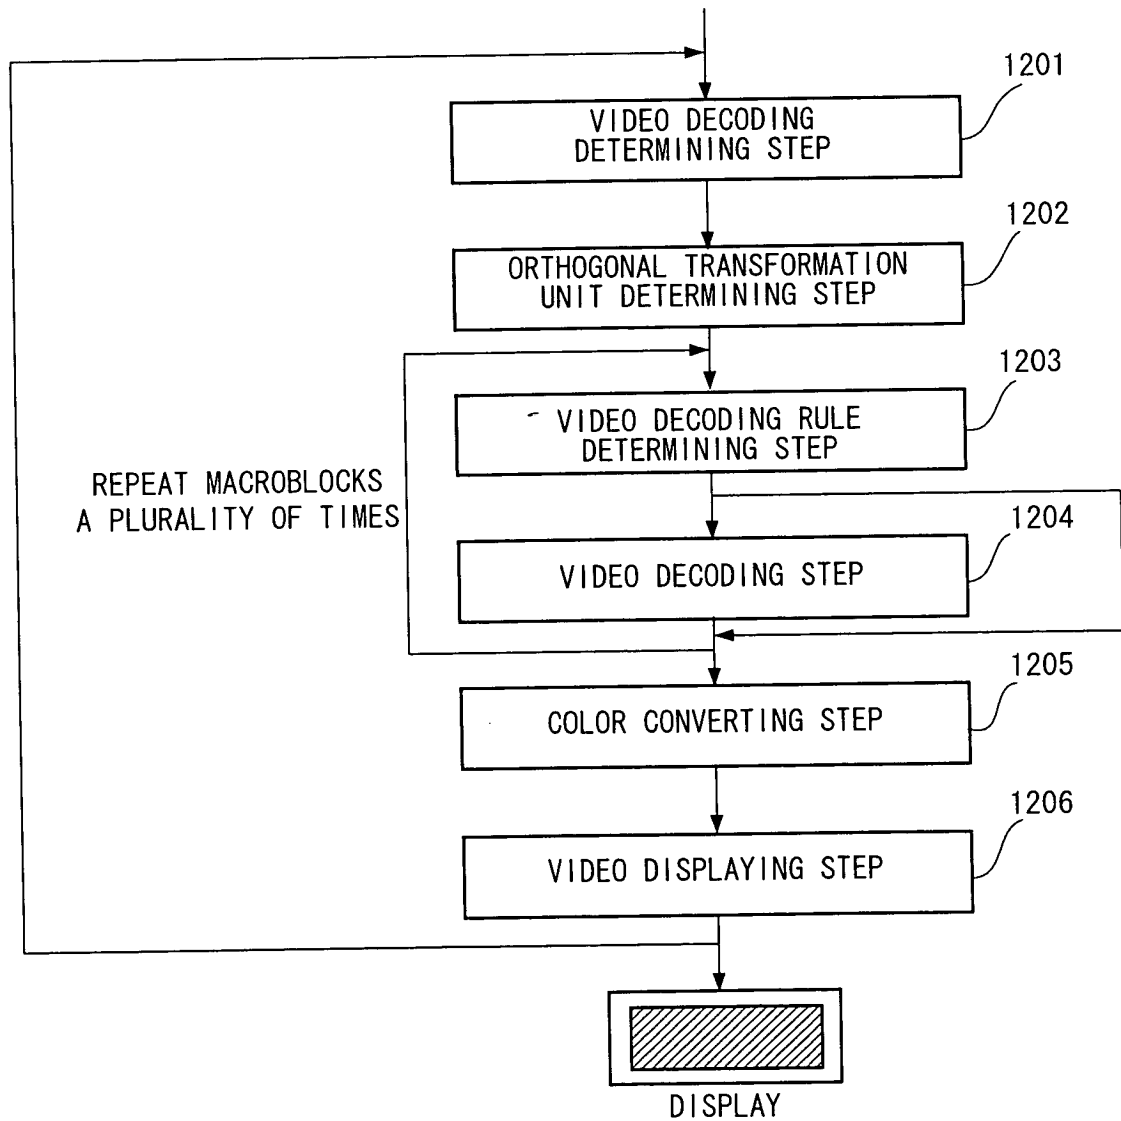 1201
VIDEO DECODING
DETERMINING STEP
1202
ORTHOGONAL TRANSFORMATION
UNIT DETERMINING STEP
1203
VIDEO DECODING RULE
DETERMINING STEP
REPEAT MACROBLOCKS
A PLURALITY OF TIMES
1204
VIDEO DECODING STEP
1205
COLOR CONVERTING STEP
1206
VIDEO DISPLAYING STEP
DISPLAY